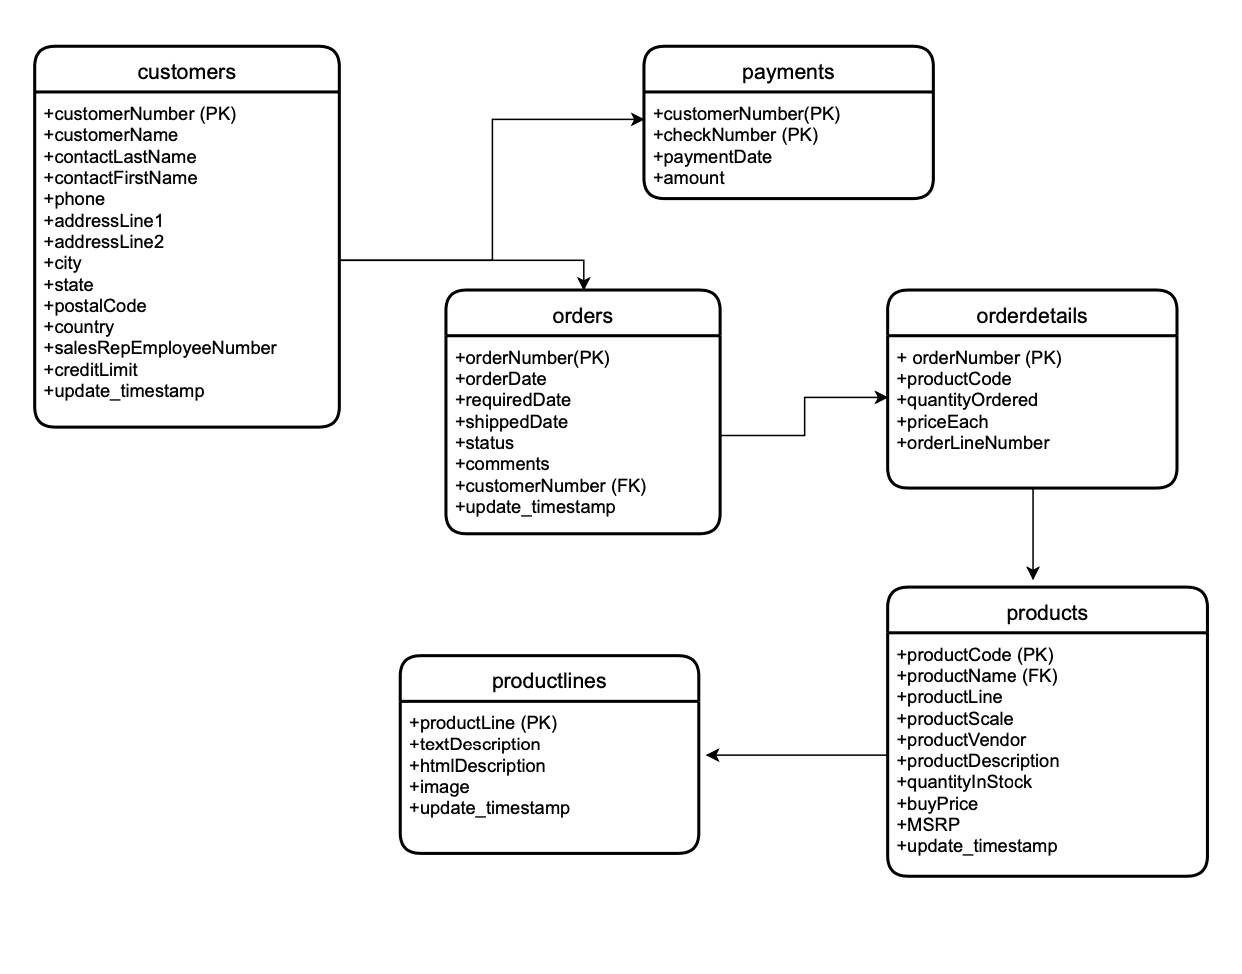 customers
+customerNumber (PK)
+customerName
+contactLastName
+contactFirstName
+phone
+addressLine1
+addressLine2
+city
+state
+postalCode
+country
+salesRepEmployeeNumber
+creditLimit
+update_timestamp
payments
+customerNumber(PK)
+checkNumber (PK)
+paymentDate
+amount
orders
+orderNumber(PK)
+orderDate
+requiredDate
+shippedDate
+status
+comments
+customerNumber (FK)
+update_timestamp
orderdetails
+ orderNumber (PK)
+productCode
+quantityOrdered
+priceEach
+orderLineNumber
productlines
+productLine (PK)
+textDescription
+htmlDescription
+image
+update_timestamp
products
+productCode (PK)
+productName (FK)
+productLine
+productScale
+productVendor
+productDescription
+quantityInStock
+buyPrice
+MSRP
+update_timestamp